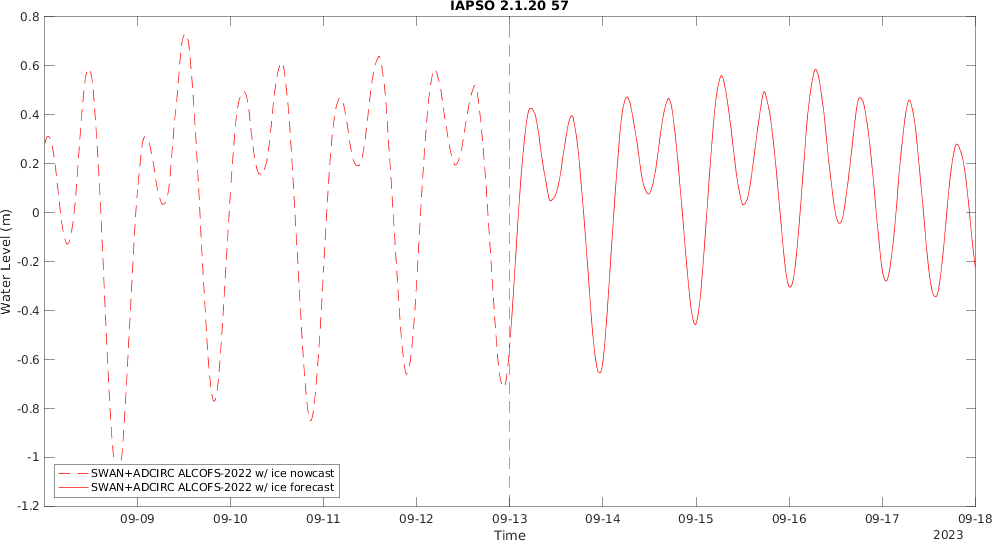 IAPSO 2.1.20 57
0.8
0.6
0.4
0.2
0
-0.2
-0.4
-0.6
-0.8
-1
-1.2
Water Level (m)
SWAN+ADCIRC ALCOFS-2022 w/ ice nowcast
SWAN+ADCIRC ALCOFS-2022 w/ ice forecast
09-09 09-10 09-11 09-12 09-13 09-14 09-15 09-16 09-17 09-18
Time
2023